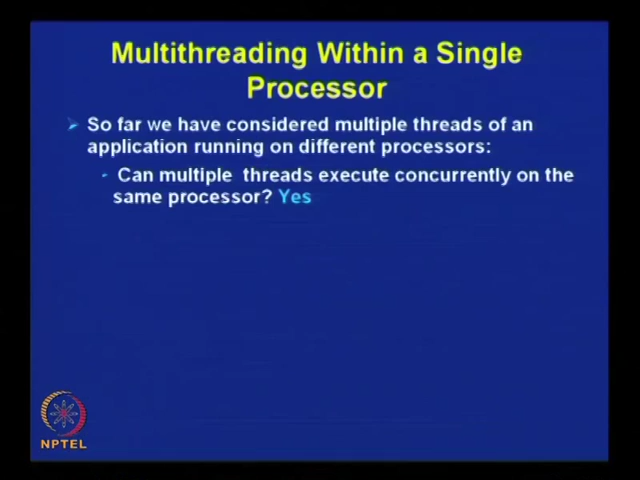 Multithreading Within a Single
Processor
So far we have considered multiple threads of an
application running on different processors:
Can multiple threads execute concurrently on the
same processor? Yes
NPTEL